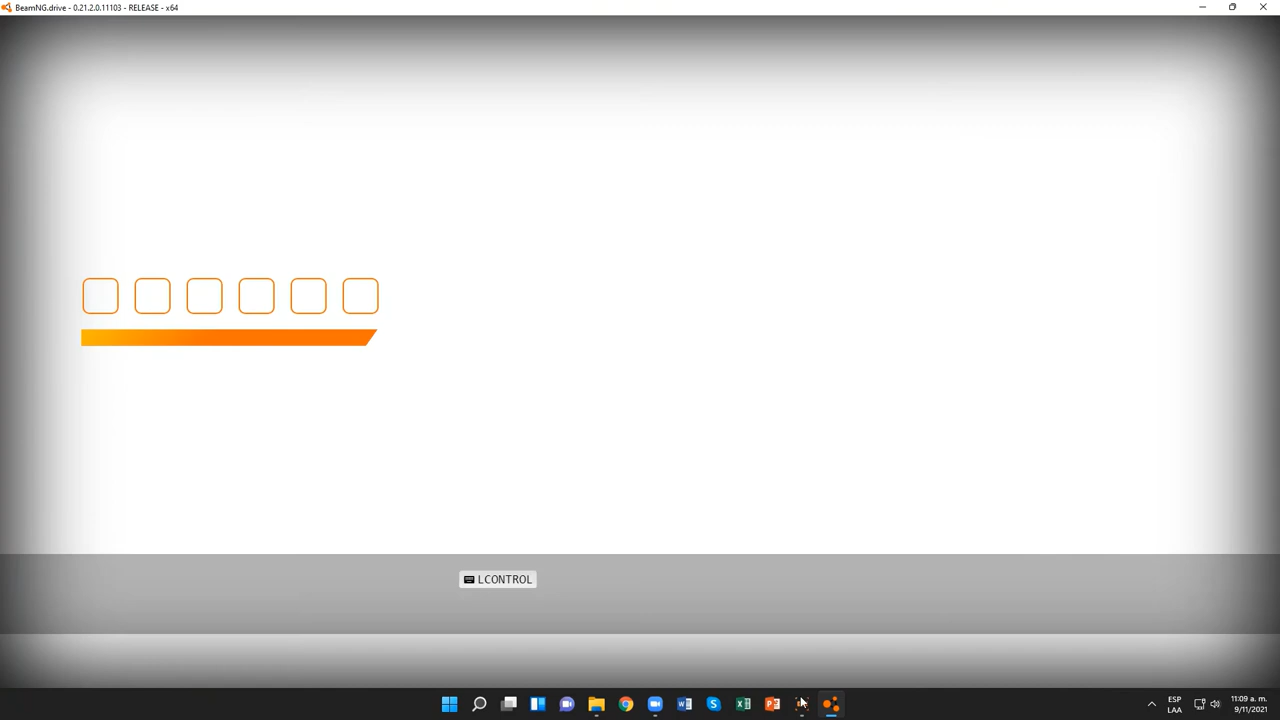 BeamNG.drive - 0.21.2.0.11103 - RELEASE - x64
LCONTROL
ESP
LAA
11:09 a. m.
9/11/2021